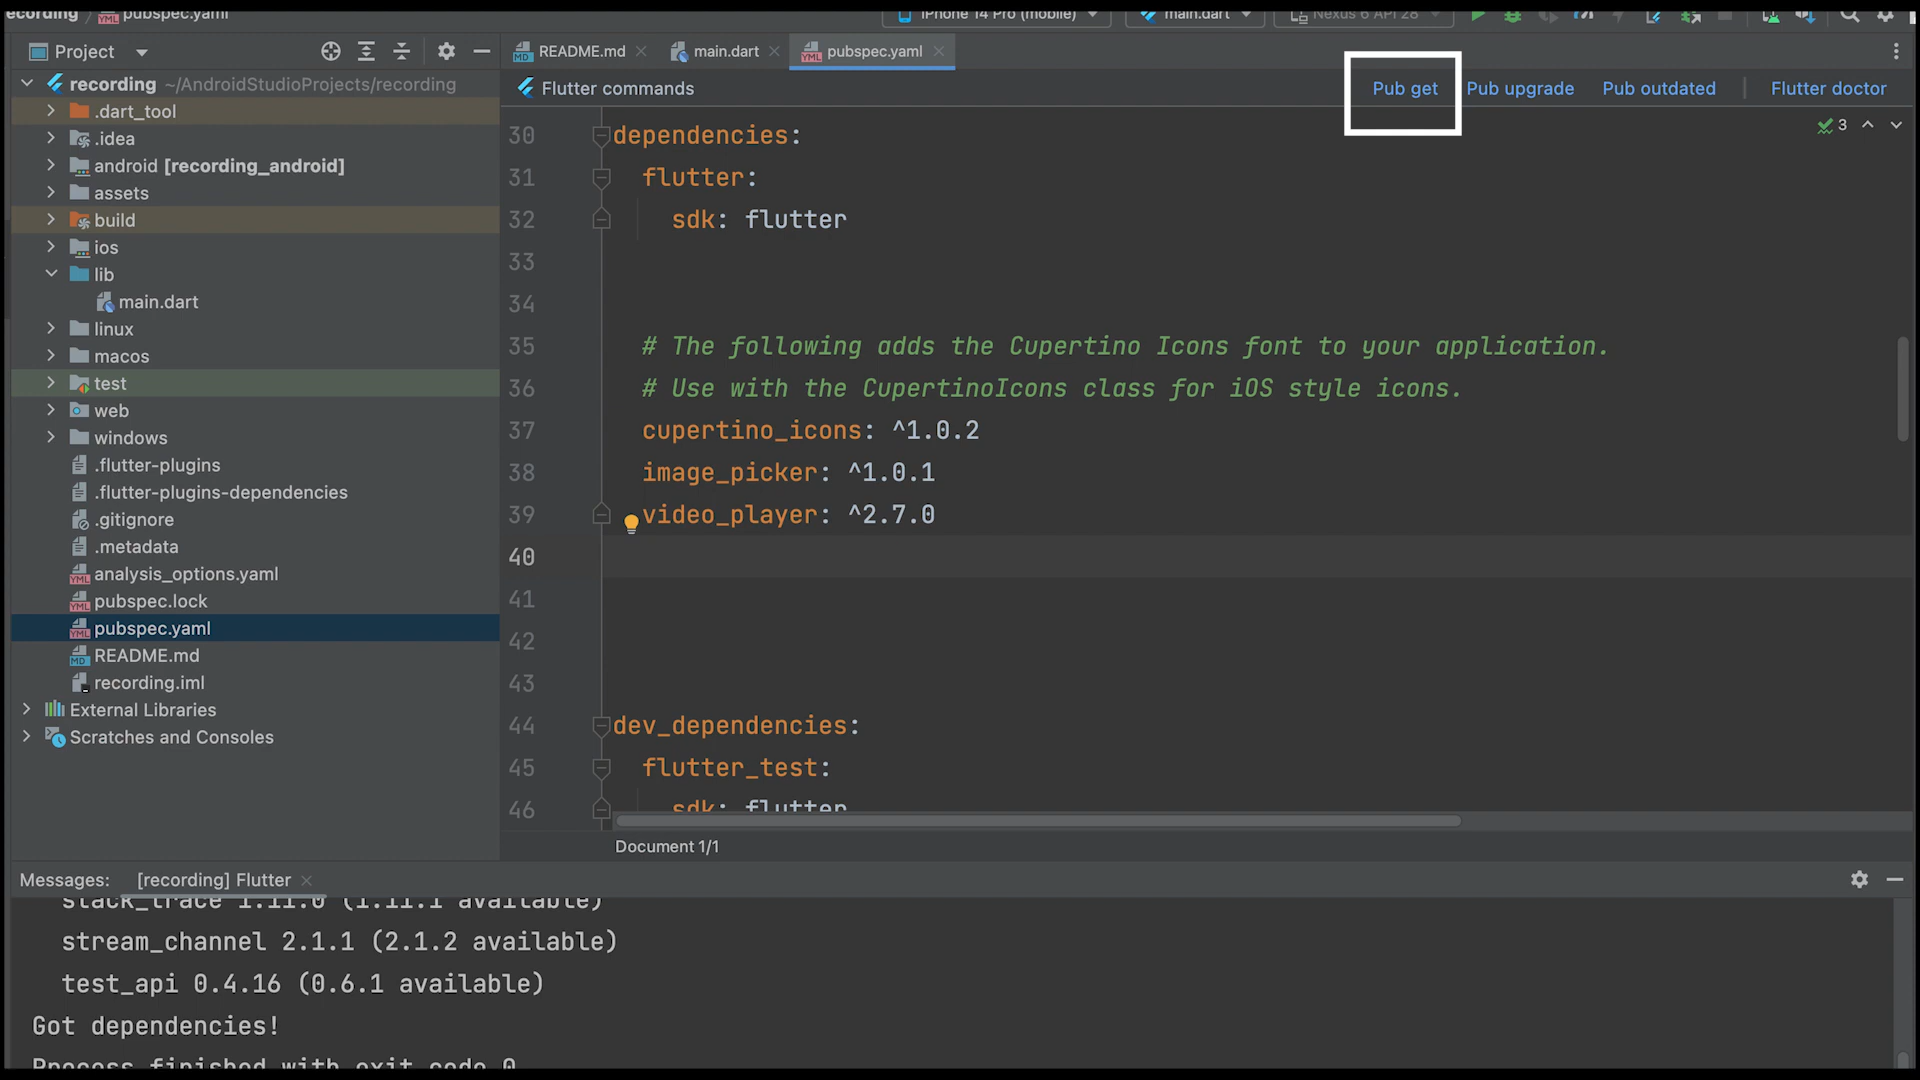 ecording pubspec.yaml iPhone 14 Pro (mobile) main.dart Nexus 6 API 28
Project README.md main.dart pubspec.yaml
recording ~/AndroidStudioProjects/recording
Flutter commands Pub get Pub upgrade Pub outdated Flutter doctor
.dart_tool
.idea
android [recording_android]
assets
build
ios
lib
main.dart
linux
macos
test
web
windows
.flutter-plugins
.flutter-plugins-dependencies
.gitignore
.metadata
analysis_options.yaml
pubspec.lock
pubspec.yaml
README.md
recording.iml
External Libraries
Scratches and Consoles
3
30 dependencies:
31 flutter:
32 sdk: flutter
33
34
35 # The following adds the Cupertino Icons font to your application.
36 # Use with the CupertinoIcons class for iOS style icons.
37 cupertino_icons: ^1.0.2
38 image_picker: ^1.0.1
39 video_player: ^2.7.0
40
41
42
43
44 dev_dependencies:
45 flutter_test:
46 sdk: flutter
Document 1/1
Messages: [recording] Flutter
stack_trace 1.11.0 (1.11.1 available)
stream_channel 2.1.1 (2.1.2 available)
test_api 0.4.16 (0.6.1 available)
Got dependencies!
Process finished with exit code 0